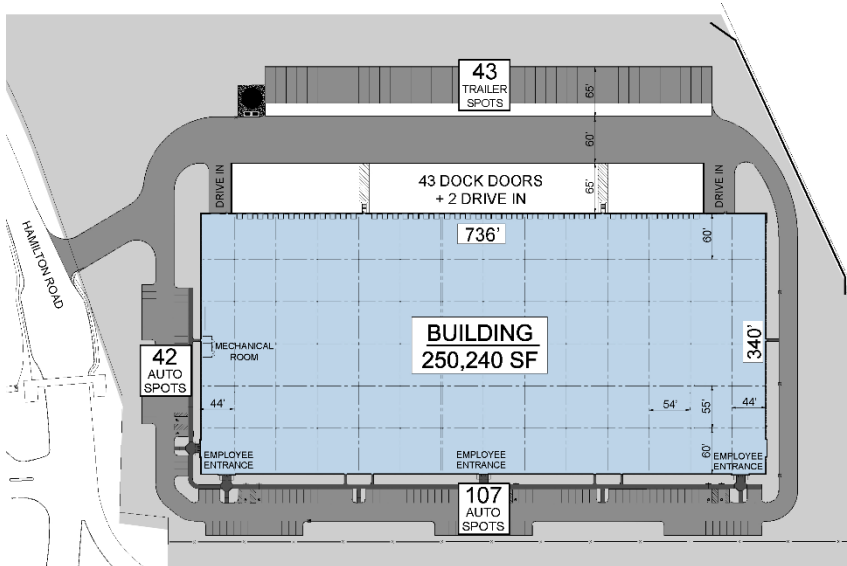 43
TRAILER
SPOTS
65'
60'
DRIVE IN
43 DOCK DOORS
+ 2 DRIVE IN
65'
DRIVE IN
736'
60'
HAMILTON ROAD
BUILDING
250,240 SF
340'
MECHANICAL
ROOM
42
AUTO
SPOTS
44'
54'
55'
44'
60'
EMPLOYEE
ENTRANCE
EMPLOYEE
ENTRANCE
EMPLOYEE
ENTRANCE
107
AUTO
SPOTS